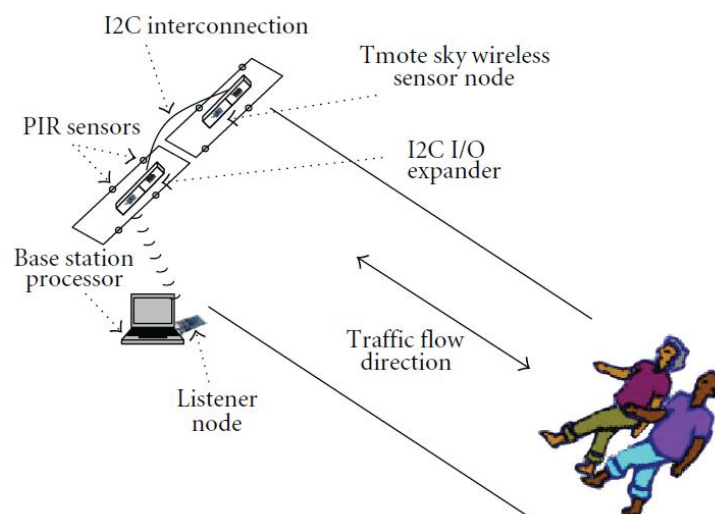 I2C interconnection
Tmote sky wireless
sensor node
PIR sensors
I2C I/O
expander
Base station
processor
Traffic flow
direction
Listener
node